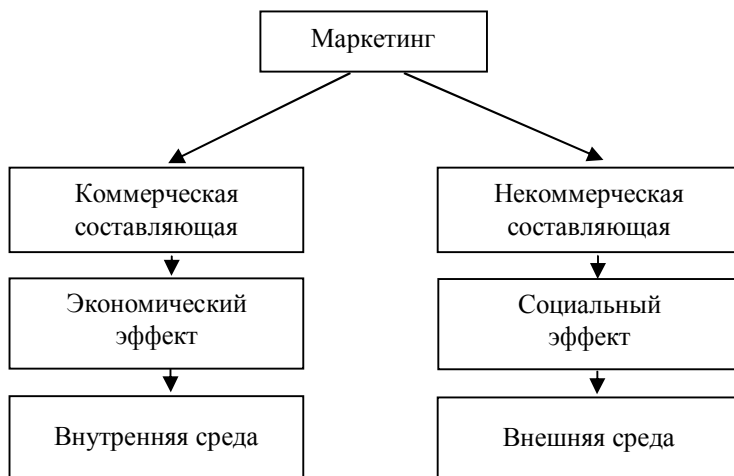 Маркетинг
Коммерческая
составляющая
Некоммерческая
составляющая
Экономический
эффект
Социальный
эффект
Внутренняя среда
Внешняя среда